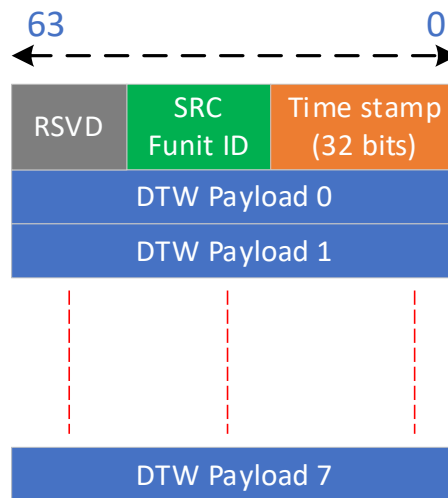 63 0
RSVD
SRC
Funit ID
Time stamp
(32 bits)
DTW Payload 0
DTW Payload 1
DTW Payload 7